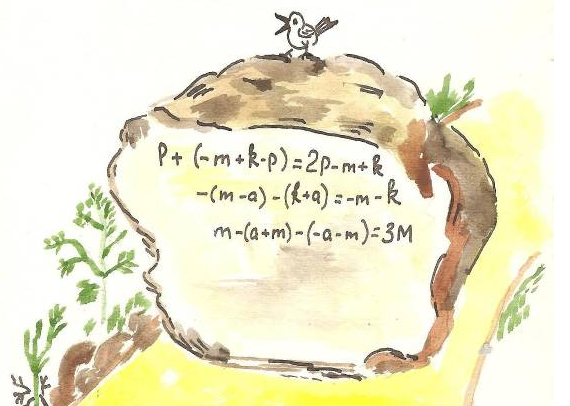 p + (-m+k-p) = 2p-m+k
-(m-a) - (k+a) = -m-k
m-(a+m)-(-a-m)=3m